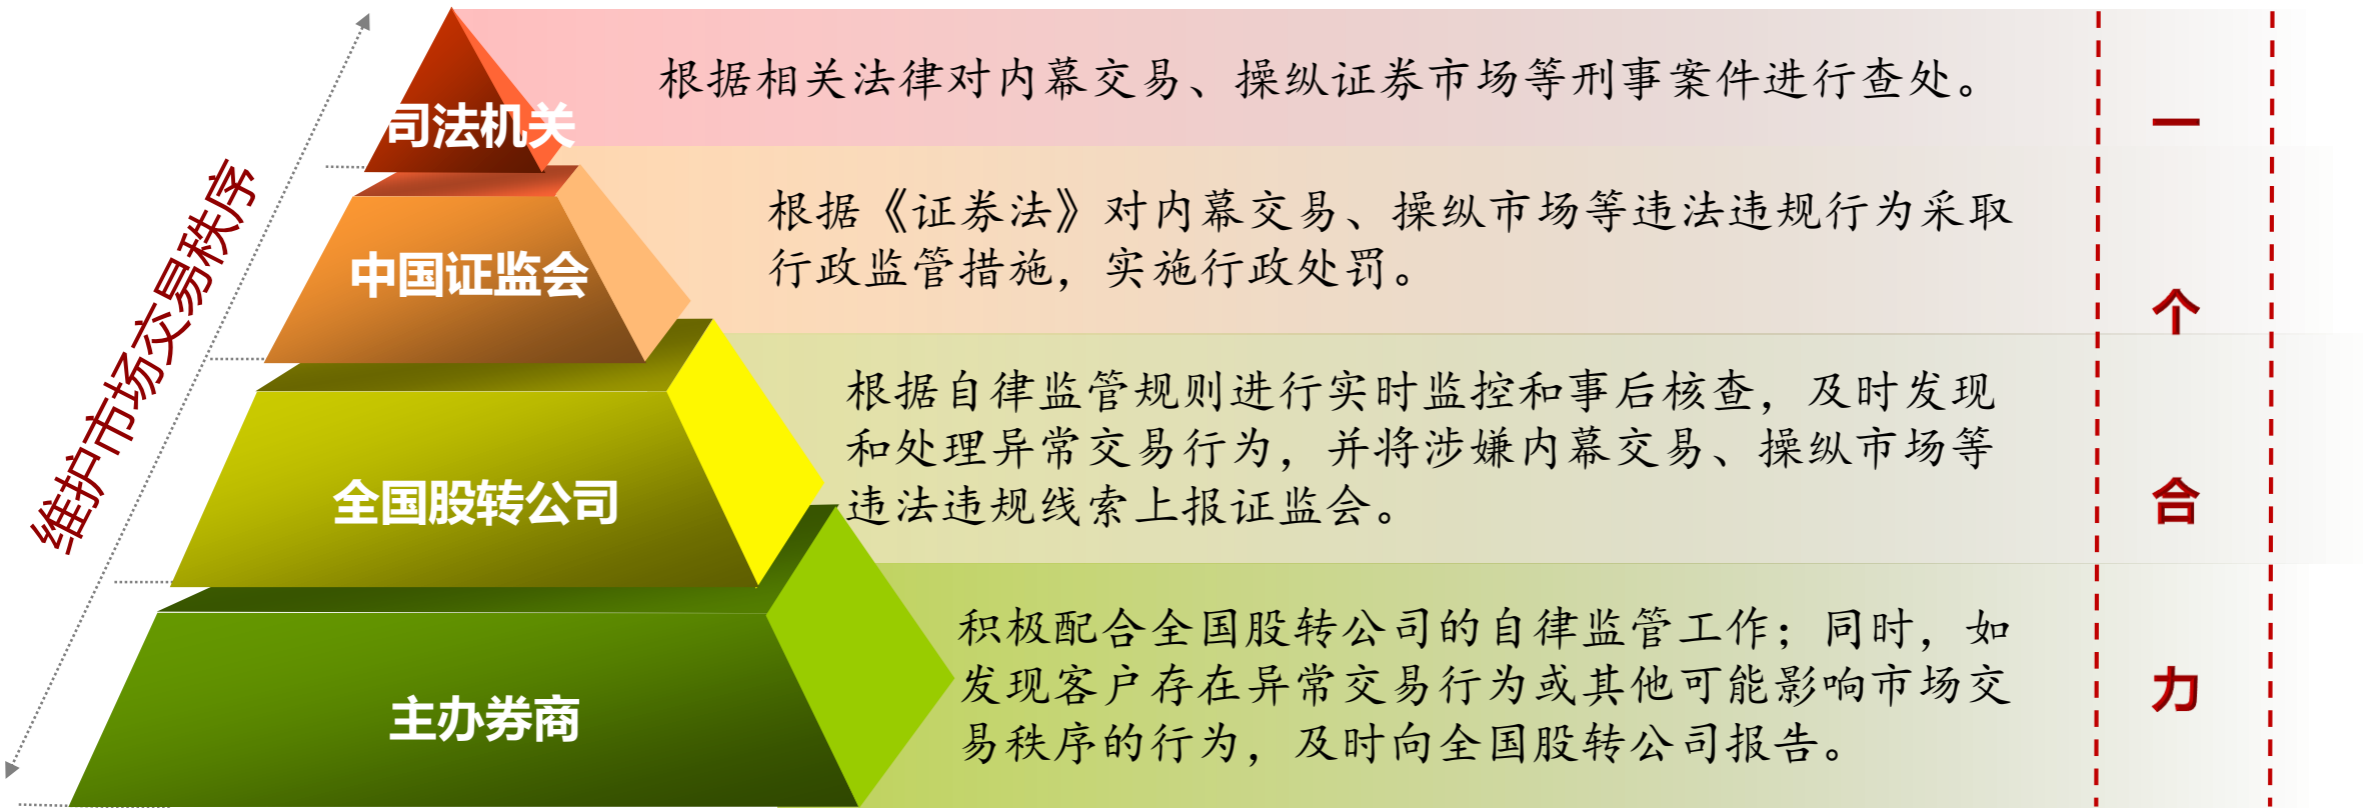 维护市场交易秩序
司法机关
根据相关法律对内幕交易、操纵证券市场等刑事案件进行查处。
中国证监会
根据《证券法》对内幕交易、操纵市场等违法违规行为采取
行政监管措施，实施行政处罚。
全国股转公司
根据自律监管规则进行实时监控和事后核查，及时发现
和处理异常交易行为，并将涉嫌内幕交易、操纵市场等
违法违规线索上报证监会。
主办券商
积极配合全国股转公司的自律监管工作；同时，如
发现客户存在异常交易行为或其他可能影响市场交
易秩序的行为，及时向全国股转公司报告。
一
个
合
力